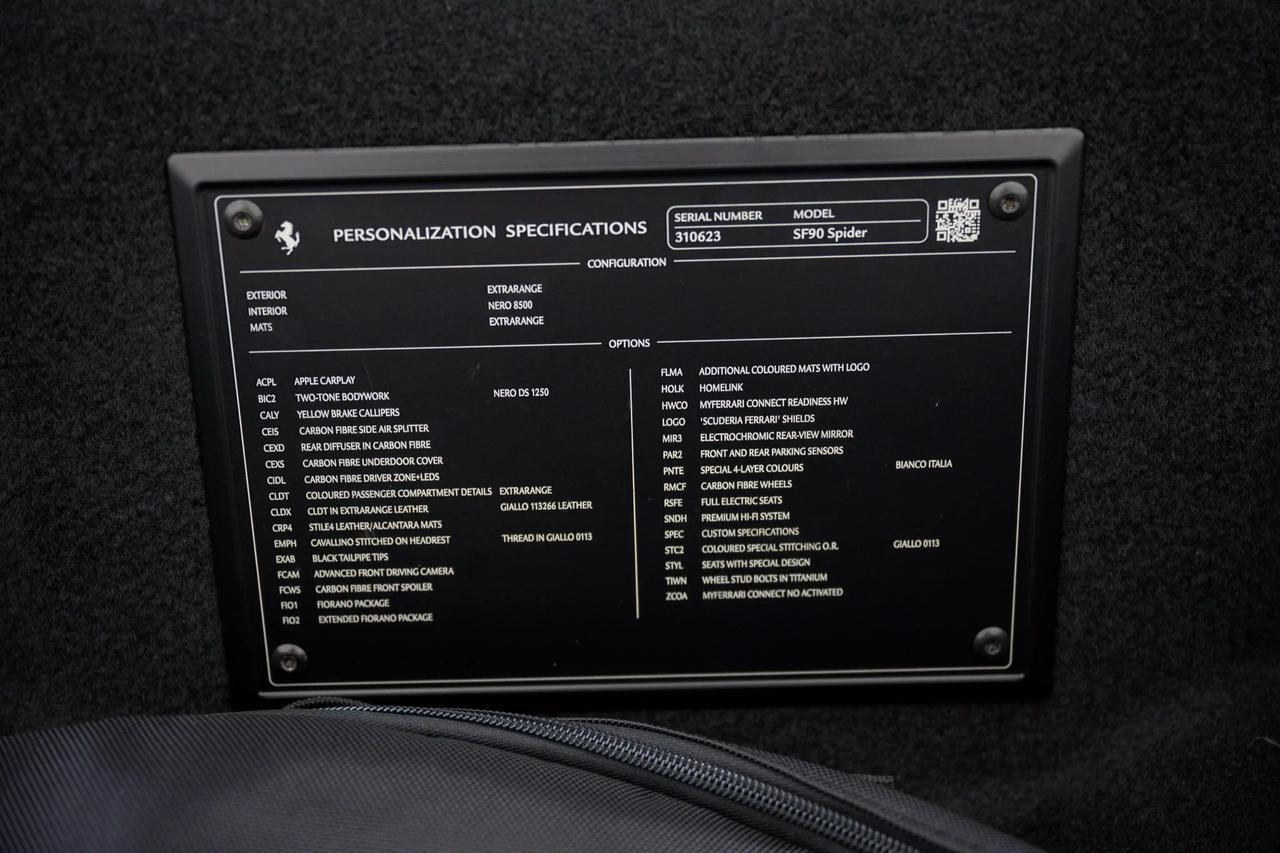 PERSONALIZATION SPECIFICATIONS
SERIAL NUMBER MODEL
310623 SF90 Spider
CONFIGURATION
EXTERIOR EXTRARANGE
INTERIOR NERO 8500
MATS EXTRARANGE
OPTIONS
ACPL APPLE CARPLAY
BIC2 TWO-TONE BODYWORK NERO DS 1250
CALY YELLOW BRAKE CALLIPERS
CEIS CARBON FIBRE SIDE AIR SPLITTER
CEXD REAR DIFFUSER IN CARBON FIBRE
CEXS CARBON FIBRE UNDERDOOR COVER
CIDL CARBON FIBRE DRIVER ZONE+LEDS
CLDT COLOURED PASSENGER COMPARTMENT DETAILS EXTRARANGE
CLDX CLDT IN EXTRARANGE LEATHER GIALLO 113266 LEATHER
CRP4 STILE4 LEATHER/ALCANTARA MATS
EMPH CAVALLINO STITCHED ON HEADREST THREAD IN GIALLO 0113
EXAB BLACK TAILPIPE TIPS
FCAM ADVANCED FRONT DRIVING CAMERA
FCWS CARBON FIBRE FRONT SPOILER
FIO1 FIORANO PACKAGE
FIO2 EXTENDED FIORANO PACKAGE
FLMA ADDITIONAL COLOURED MATS WITH LOGO
HOLK HOMELINK
HWCO MYFERRARI CONNECT READINESS HW
LOGO 'SCUDERIA FERRARI' SHIELDS
MIR3 ELECTROCHROMIC REAR-VIEW MIRROR
PAR2 FRONT AND REAR PARKING SENSORS
PNTE SPECIAL 4-LAYER COLOURS BIANCO ITALIA
RMCF CARBON FIBRE WHEELS
RSFE FULL ELECTRIC SEATS
SNDH PREMIUM HI-FI SYSTEM
SPEC CUSTOM SPECIFICATIONS
STC2 COLOURED SPECIAL STITCHING O.R. GIALLO 0113
STYL SEATS WITH SPECIAL DESIGN
TIWN WHEEL STUD BOLTS IN TITANIUM
ZCOA MYFERRARI CONNECT NO ACTIVATED